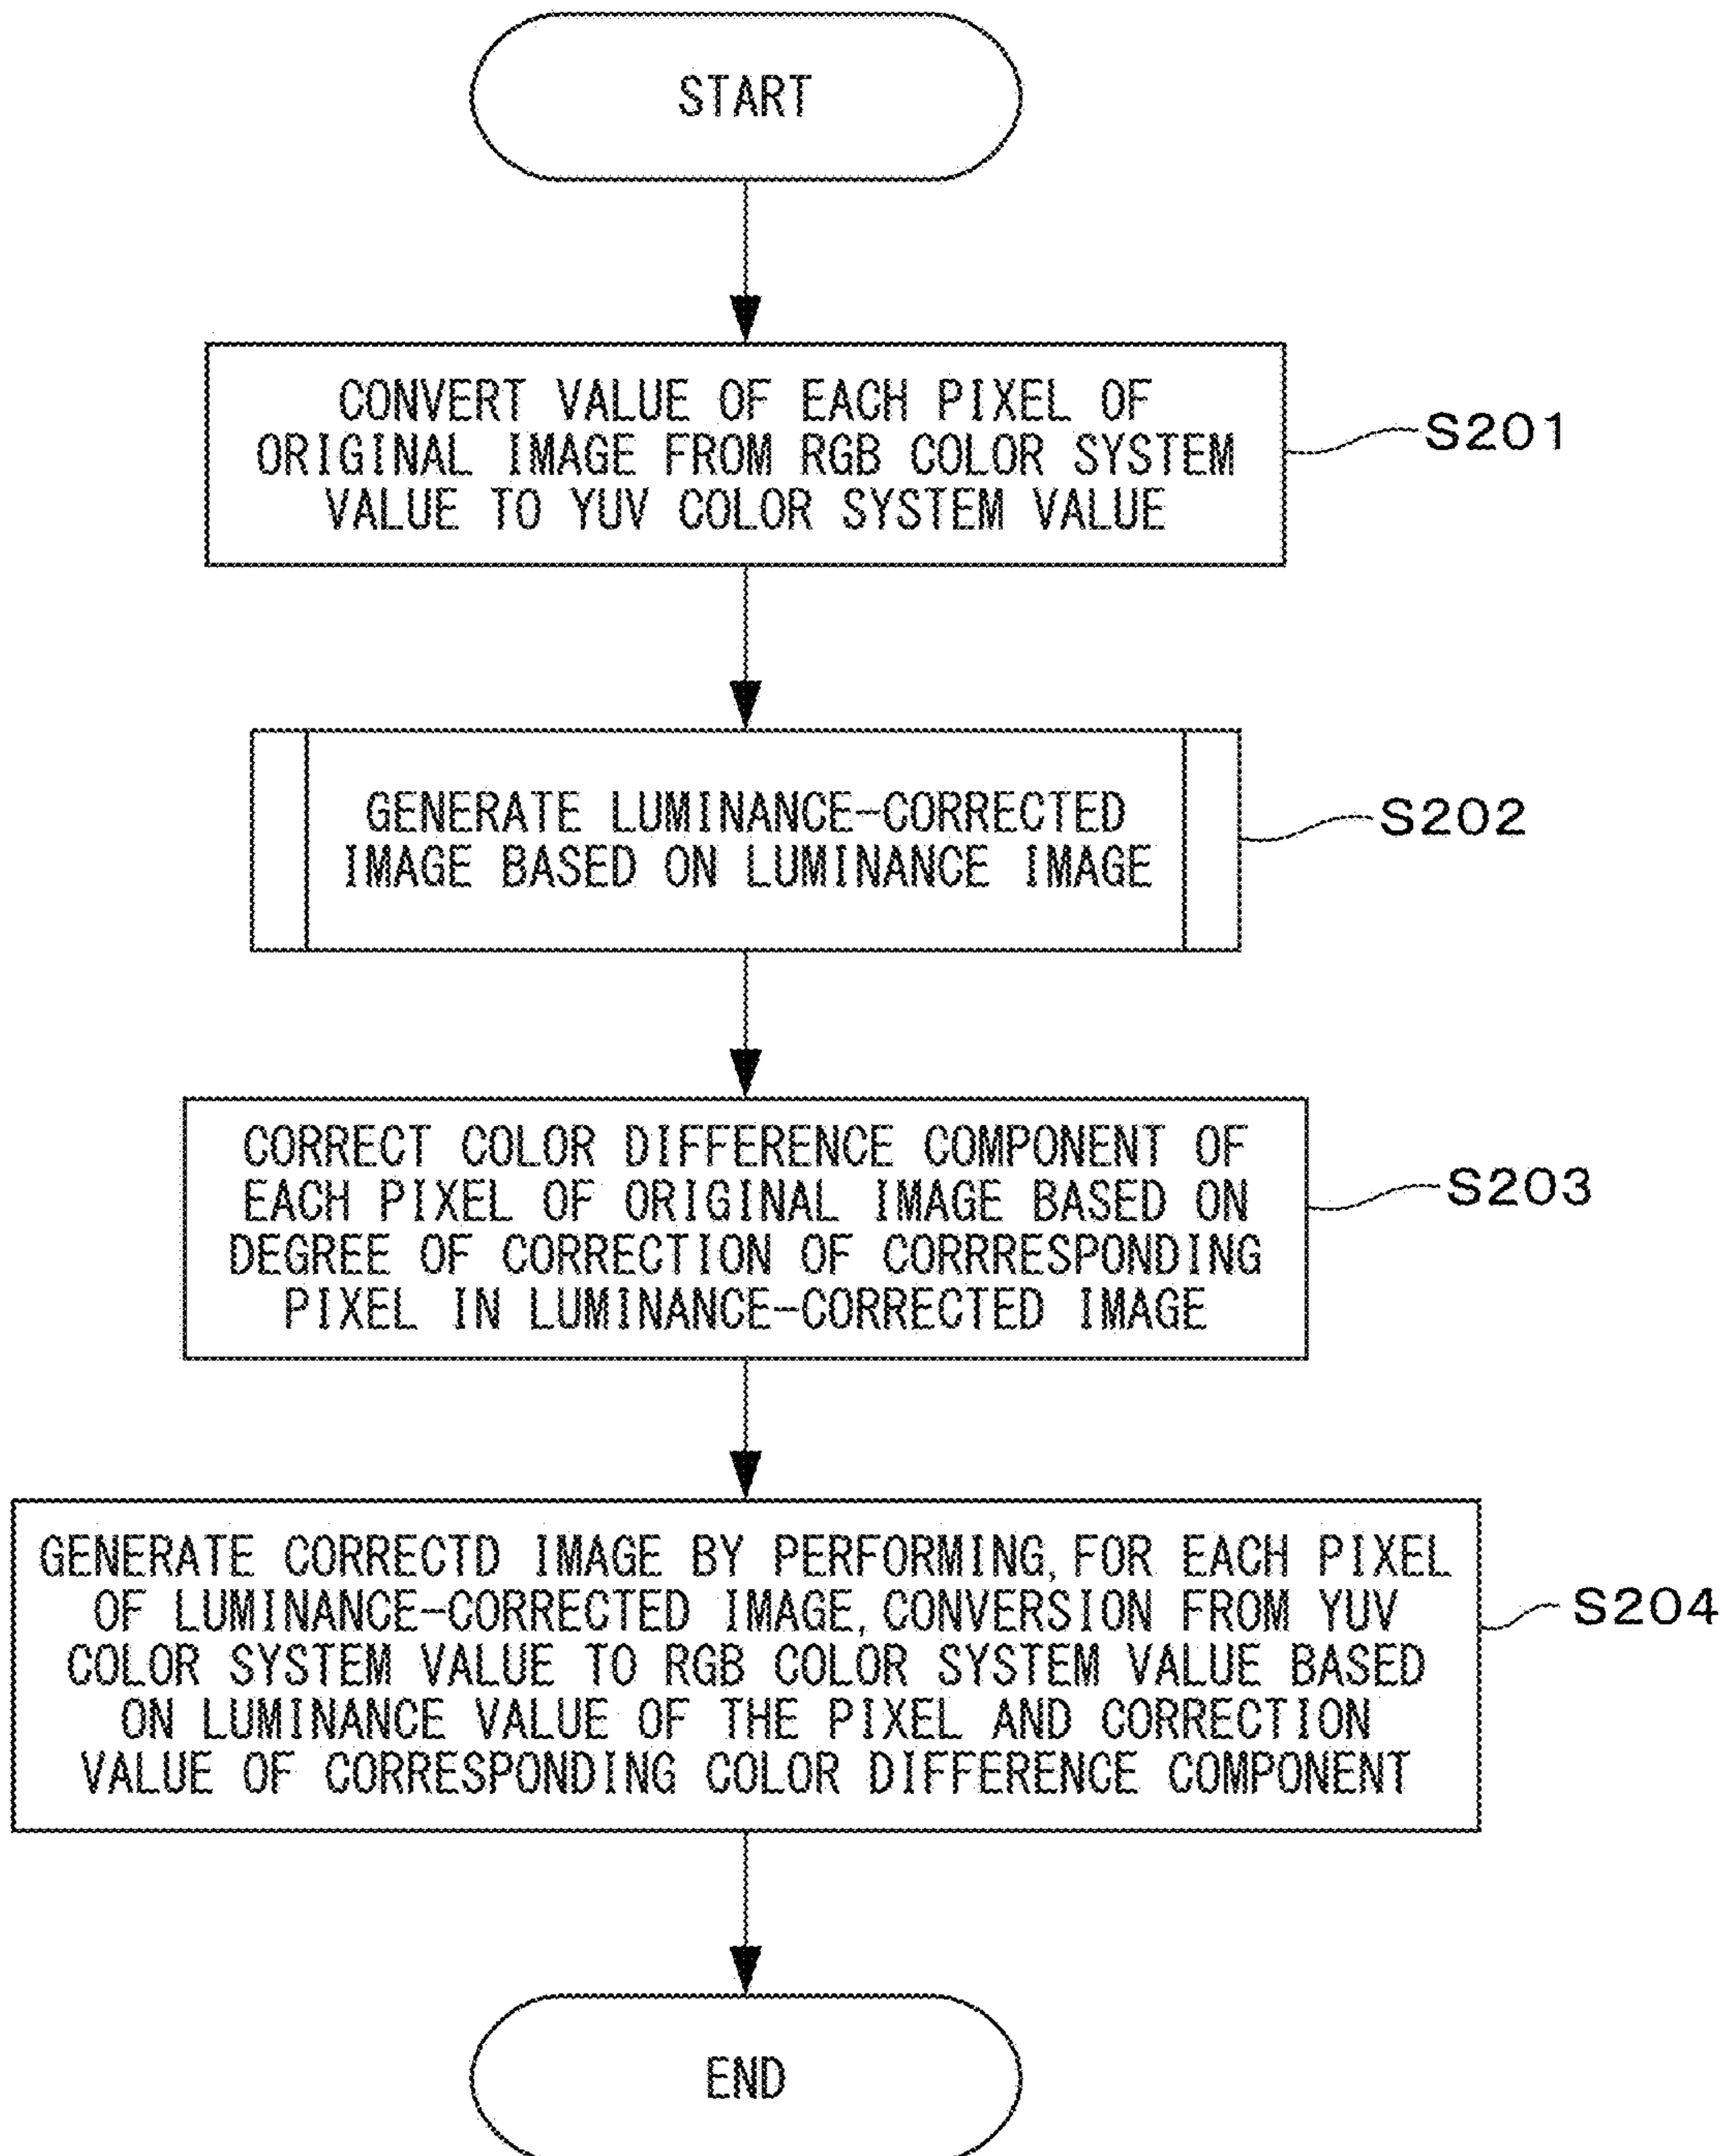 START
CONVERT VALUE OF EACH PIXEL OF
ORIGINAL IMAGE FROM RGB COLOR SYSTEM
VALUE TO YUV COLOR SYSTEM VALUE
S201
GENERATE LUMINANCE-CORRECTED
IMAGE BASED ON LUMINANCE IMAGE
S202
CORRECT COLOR DIFFERENCE COMPONENT OF
EACH PIXEL OF ORIGINAL IMAGE BASED ON
DEGREE OF CORRECTION OF CORRRESPONDING
PIXEL IN LUMINANCE-CORRECTED IMAGE
S203
GENERATE CORRECTD IMAGE BY PERFORMING, FOR EACH PIXEL
OF LUMINANCE-CORRECTED IMAGE, CONVERSION FROM YUV
COLOR SYSTEM VALUE TO RGB COLOR SYSTEM VALUE BASED
ON LUMINANCE VALUE OF THE PIXEL AND CORRECTION
VALUE OF CORRESPONDING COLOR DIFFERENCE COMPONENT
S204
END